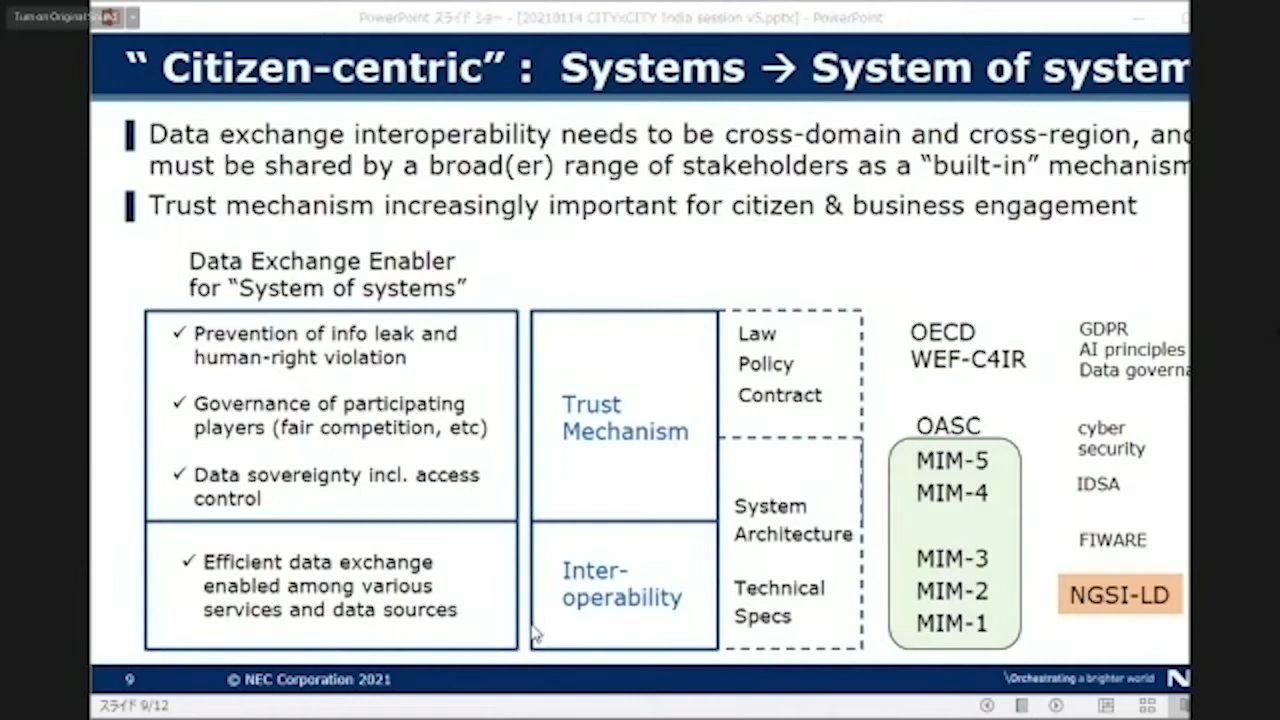 Turn on Original Sound
PowerPoint スライド ショー - [20210114 CITYxCITY India session v5.pptx] - PowerPoint
“ Citizen-centric” : Systems → System of system
Data exchange interoperability needs to be cross-domain and cross-region, and
must be shared by a broad(er) range of stakeholders as a “built-in” mechanism
Trust mechanism increasingly important for citizen & business engagement
Data Exchange Enabler
for “System of systems”
✓ Prevention of info leak and
human-right violation
✓ Governance of participating
players (fair competition, etc)
✓ Data sovereignty incl. access
control
✓ Efficient data exchange
enabled among various
services and data sources
Trust
Mechanism
Inter-
operability
Law
Policy
Contract
System
Architecture
Technical
Specs
OECD
WEF-C4IR
OASC
MIM-5
MIM-4
MIM-3
MIM-2
MIM-1
GDPR
AI principles
Data governa
cyber
security
IDSA
FIWARE
NGSI-LD
9
© NEC Corporation 2021
\Orchestrating a brighter world
N
スライド 9/12